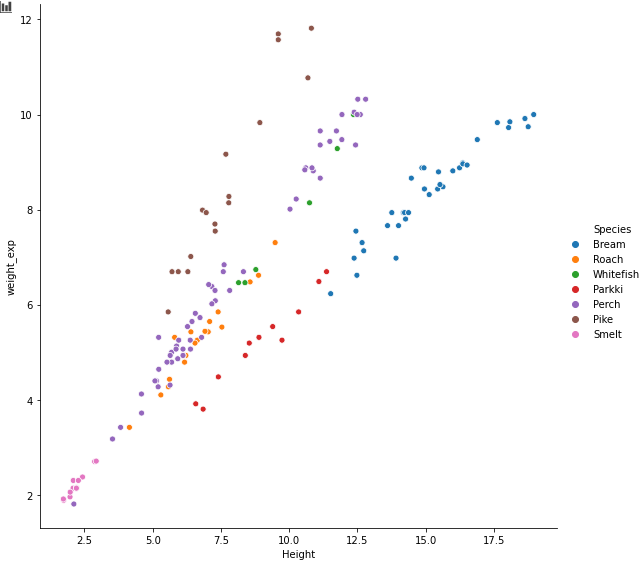 12
10
8
6
4
2
weight_exp
2.5 5.0 7.5 10.0 12.5 15.0 17.5
Height
Species
Bream
Roach
Whitefish
Parkki
Perch
Pike
Smelt